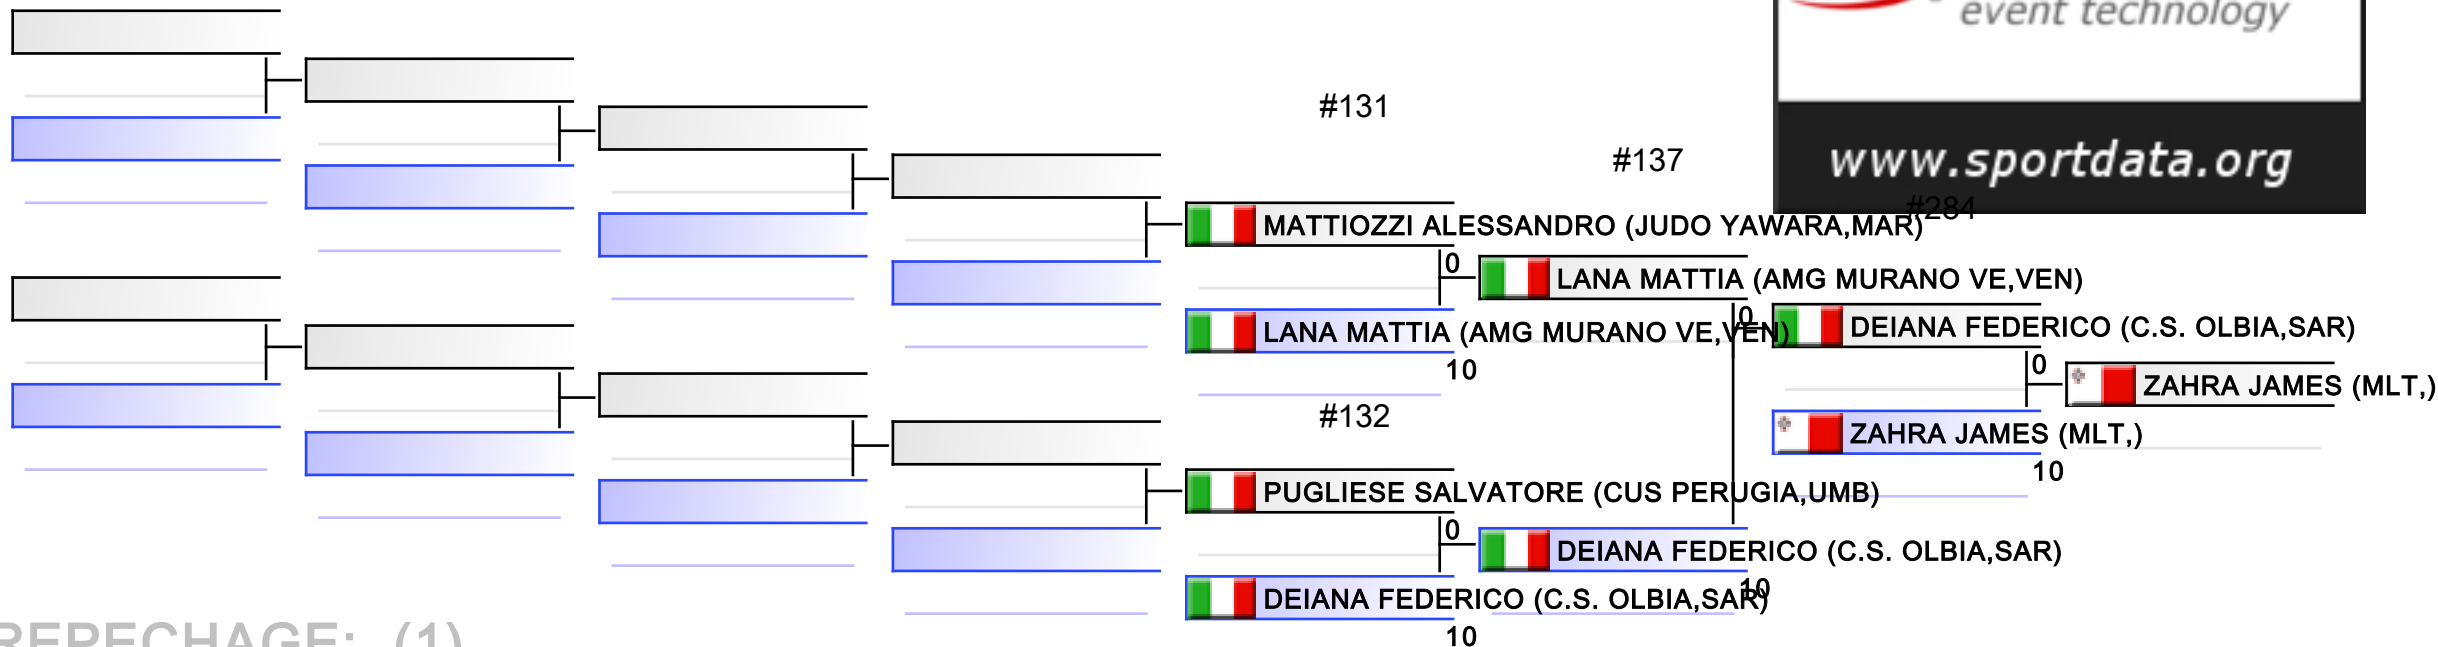 event technology
#131
#137
www.sportdata.org
#284
MATTIOZZI ALESSANDRO (JUDO YAWARA,MAR)
0
LANA MATTIA (AMG MURANO VE,VEN)
0
LANA MATTIA (AMG MURANO VE,VEN)
DEIANA FEDERICO (C.S. OLBIA,SAR)
10
0
ZAHRA JAMES (MLT,)
#132
ZAHRA JAMES (MLT,)
10
PUGLIESE SALVATORE (CUS PERUGIA,UMB)
0
DEIANA FEDERICO (C.S. OLBIA,SAR)
10
DEIANA FEDERICO (C.S. OLBIA,SAR)
10
REPECHAGE: (1)